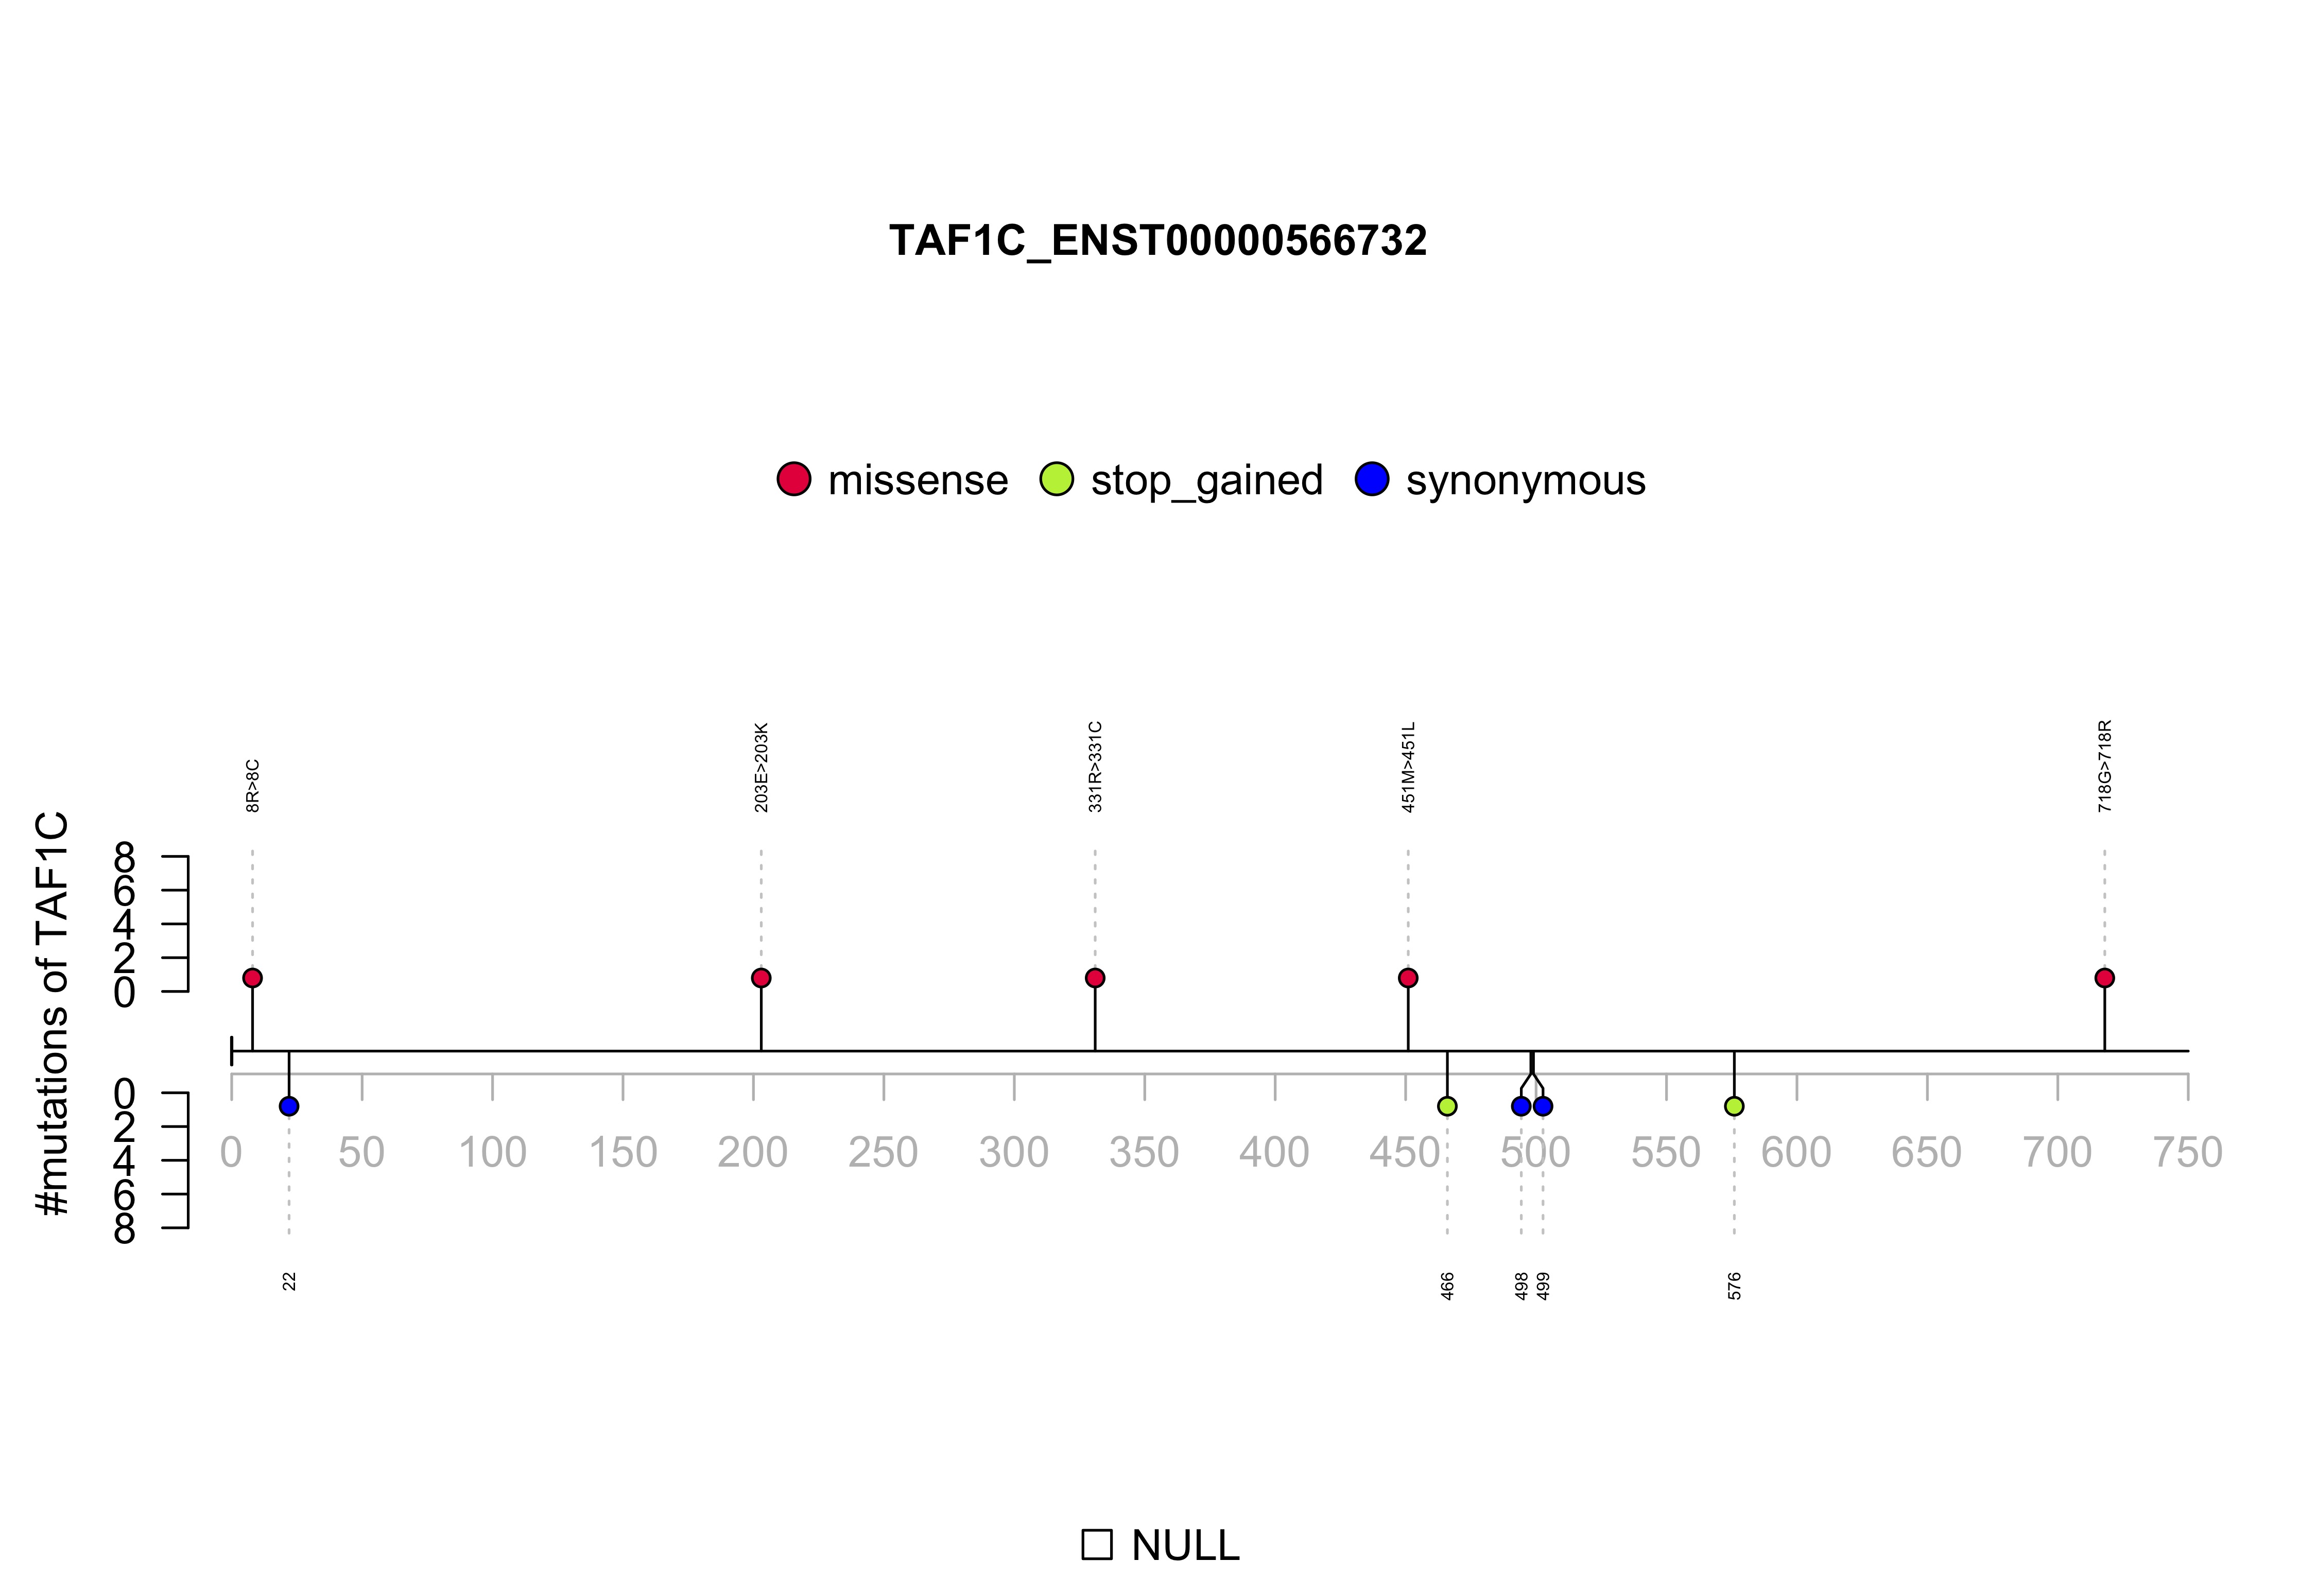 TAF1C_ENST00000566732
missense stop_gained synonymous
8R>8C 203E>203K 331R>331C 451M>451L 718G>718R
#mutations of TAF1C
8
6
4
2
0
0
2
4
6
8
0 50 100 150 200 250 300 350 400 450 500 550 600 650 700 750
22 466 498 499 576
NULL